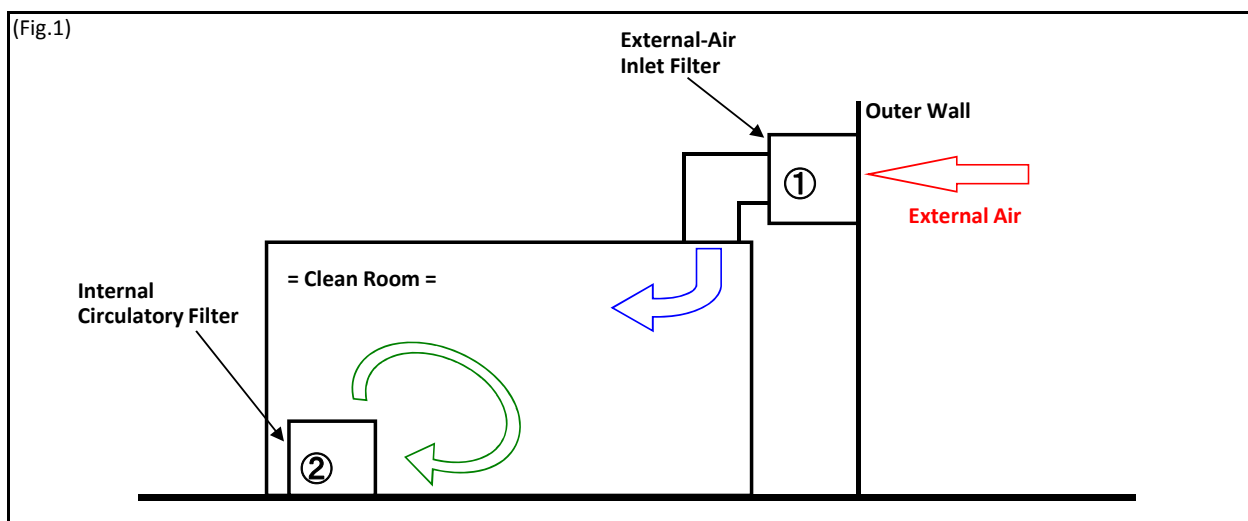 (Fig.1)
External-Air
Inlet Filter
Outer Wall
①
External Air
= Clean Room =
Internal
Circulatory Filter
②